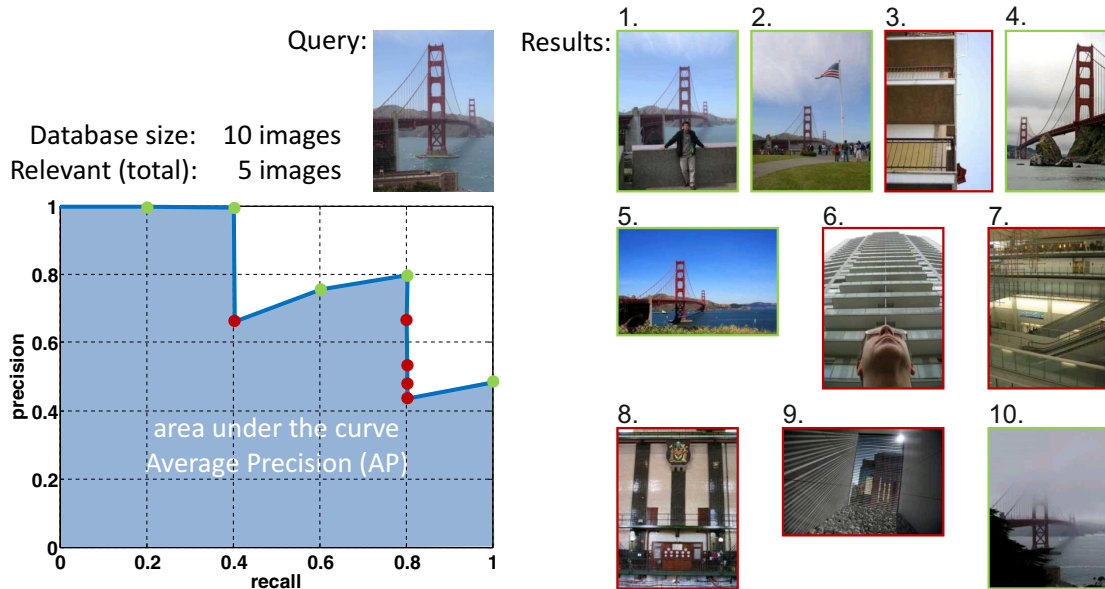 Query:
Database size: 10 images
Relevant (total): 5 images
Results:
1.
2.
3.
4.
5.
6.
7.
8.
9.
10.
1
0.8
0.6
0.4
0.2
0
precision
area under the curve
Average Precision (AP)
0 0.2 0.4 0.6 0.8 1
recall